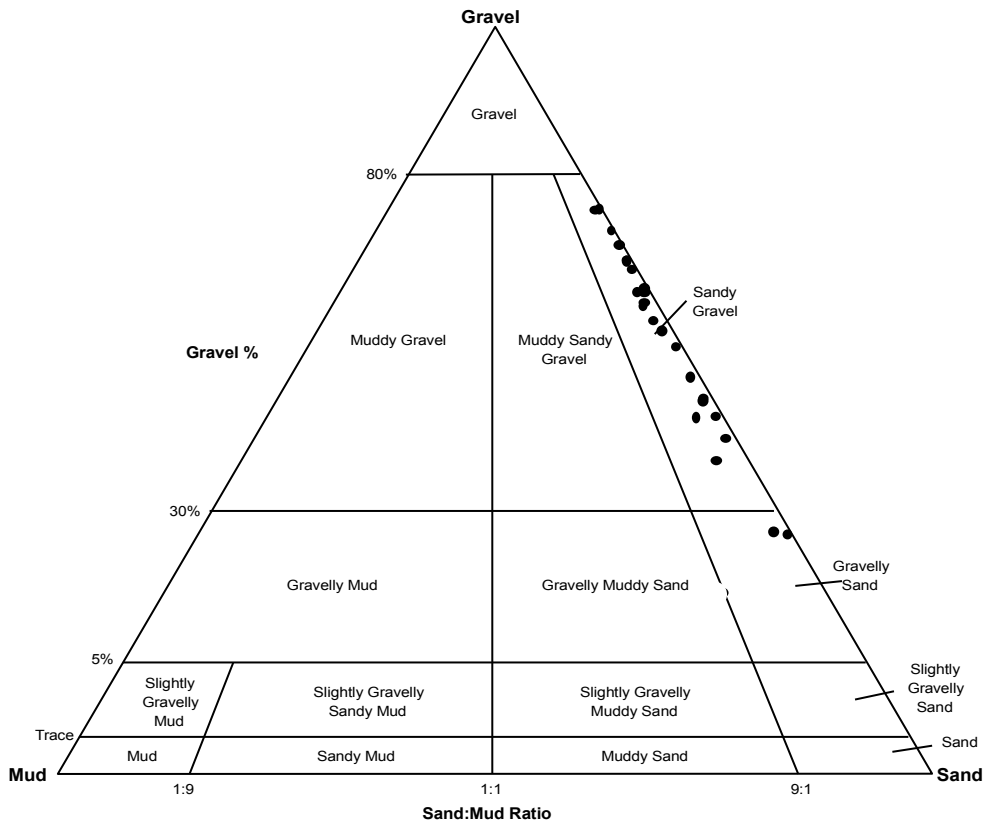 Gravel
Gravel
80%
Sandy
Gravel
Muddy Gravel
Muddy Sandy
Gravel
Gravel %
30%
Gravelly Mud
Gravelly Muddy Sand
Gravelly
Sand
5%
Slightly
Gravelly
Mud
Slightly Gravelly
Sandy Mud
Slightly Gravelly
Muddy Sand
Slightly
Gravelly
Sand
Trace
Mud
Sandy Mud
Muddy Sand
Sand
Mud
Sand
1:9
1:1
9:1
Sand:Mud Ratio